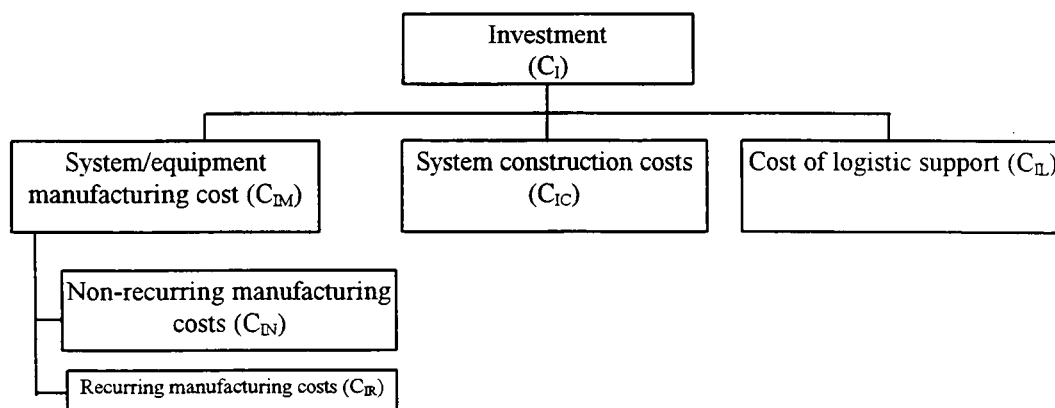 Investment
(C_I)
System/equipment
manufacturing cost (C_IM)
System construction costs
(C_IC)
Cost of logistic support (C_IL)
Non-recurring manufacturing
costs (C_IN)
Recurring manufacturing costs (C_IR)